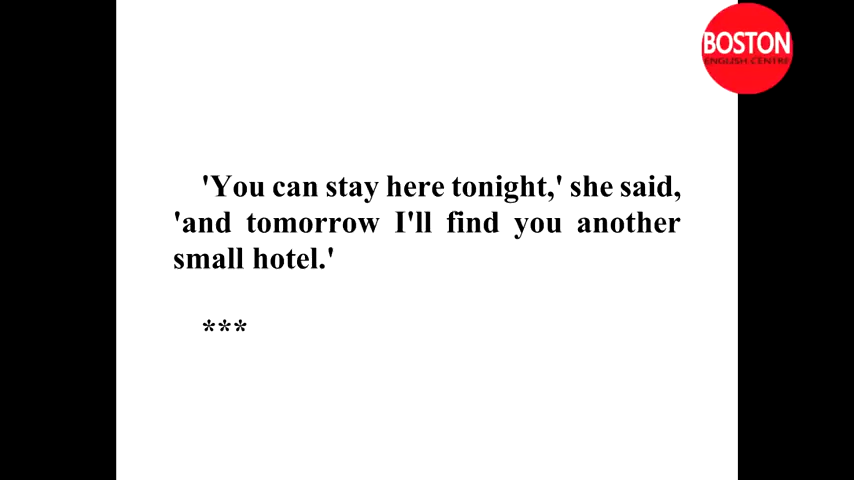 BOSTON
ENGLISH CENTRE
'You can stay here tonight,' she said,
'and tomorrow I'll find you another
small hotel.'
***